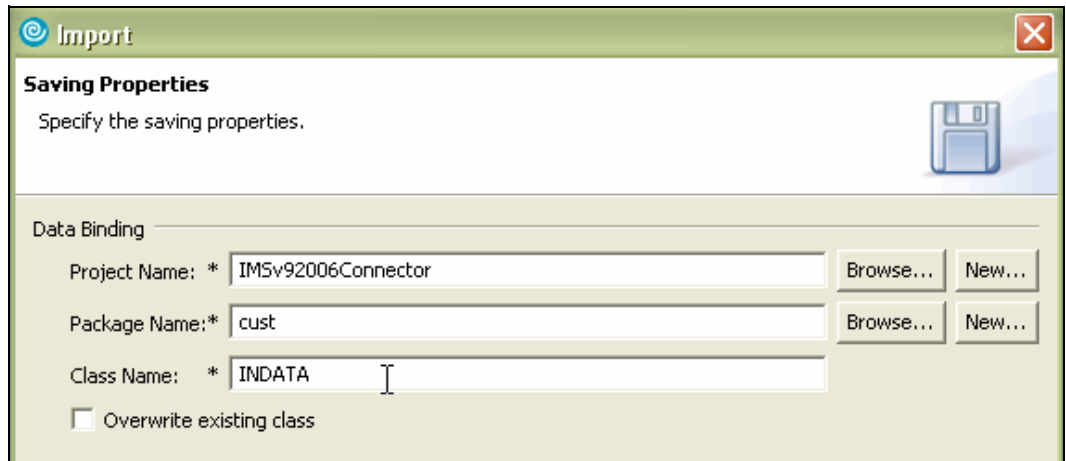 Import
Saving Properties
Specify the saving properties.
Data Binding
Project Name: * IMSv92006Connector Browse... New...
Package Name:* cust Browse... New...
Class Name: * INDATA
Overwrite existing class